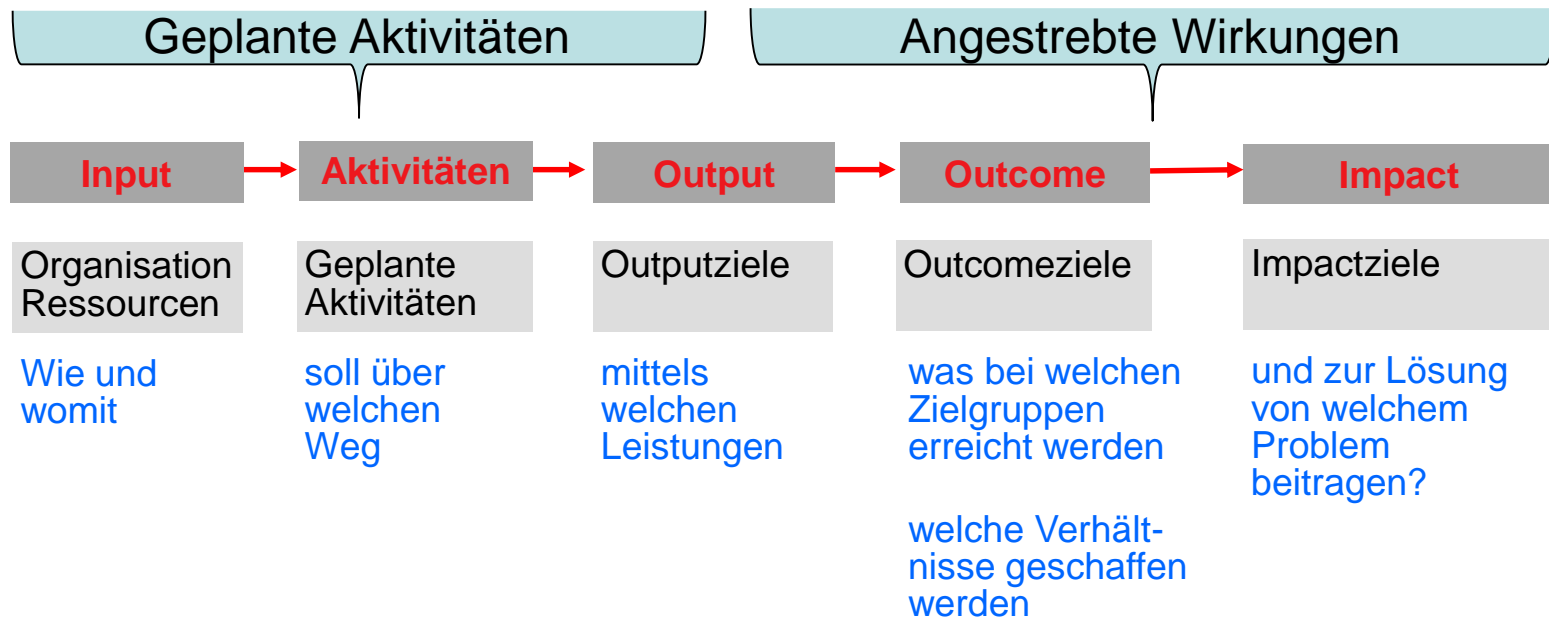 Geplante Aktivitäten
Angestrebte Wirkungen
Input
Aktivitäten
Output
Outcome
Impact
Organisation
Ressourcen
Geplante
Aktivitäten
Outputziele
Outcomeziele
Impactziele
Wie und
womit
soll über
welchen
Weg
mittels
welchen
Leistungen
was bei welchen
Zielgruppen
erreicht werden
welche Verhält-
nisse geschaffen
werden
und zur Lösung
von welchem
Problem
beitragen?